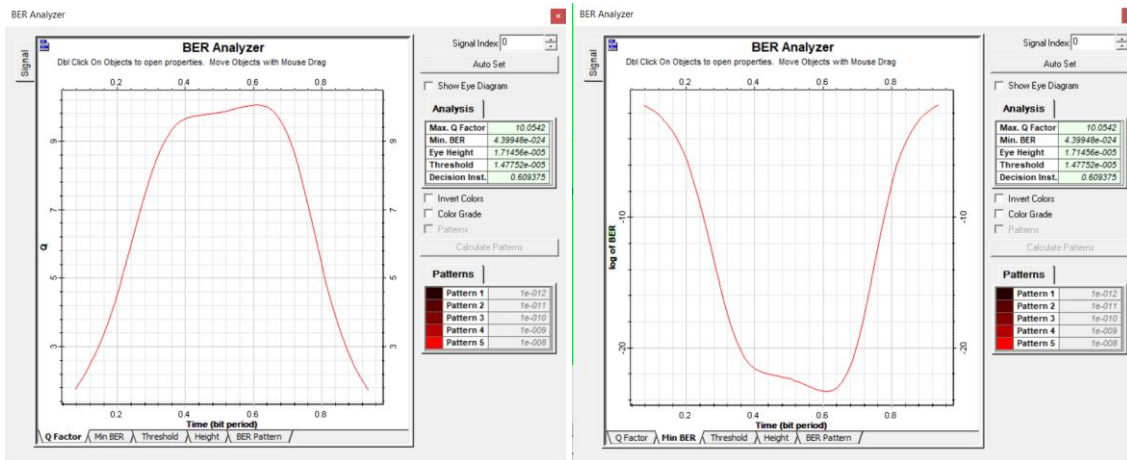 BER Analyzer
Signal
BER Analyzer
Dbl Click On Objects to open properties. Move Objects with Mouse Drag
0.2 0.4 0.6 0.8
9 7 5 3
Q
9 7 5 3
0.2 0.4 0.6 0.8
Time (bit period)
Q Factor Min BER Threshold Height BER Pattern
Signal Index: 0
Auto Set
Show Eye Diagram
Analysis
Max. Q Factor 10.0542
Min. BER 4.39948e-024
Eye Height 1.71456e-005
Threshold 1.47752e-005
Decision Inst. 0.609375
Invert Colors
Color Grade
Patterns
Calculate Patterns
Patterns
Pattern 1 1e-012
Pattern 2 1e-011
Pattern 3 1e-010
Pattern 4 1e-009
Pattern 5 1e-008
BER Analyzer
Signal
BER Analyzer
Dbl Click On Objects to open properties. Move Objects with Mouse Drag
0.2 0.4 0.6 0.8
-10 -20
log of BER
-10 -20
0.2 0.4 0.6 0.8
Time (bit period)
Q Factor Min BER Threshold Height BER Pattern
Signal Index: 0
Auto Set
Show Eye Diagram
Analysis
Max. Q Factor 10.0542
Min. BER 4.39948e-024
Eye Height 1.71456e-005
Threshold 1.47752e-005
Decision Inst. 0.609375
Invert Colors
Color Grade
Patterns
Calculate Patterns
Patterns
Pattern 1 1e-012
Pattern 2 1e-011
Pattern 3 1e-010
Pattern 4 1e-009
Pattern 5 1e-008